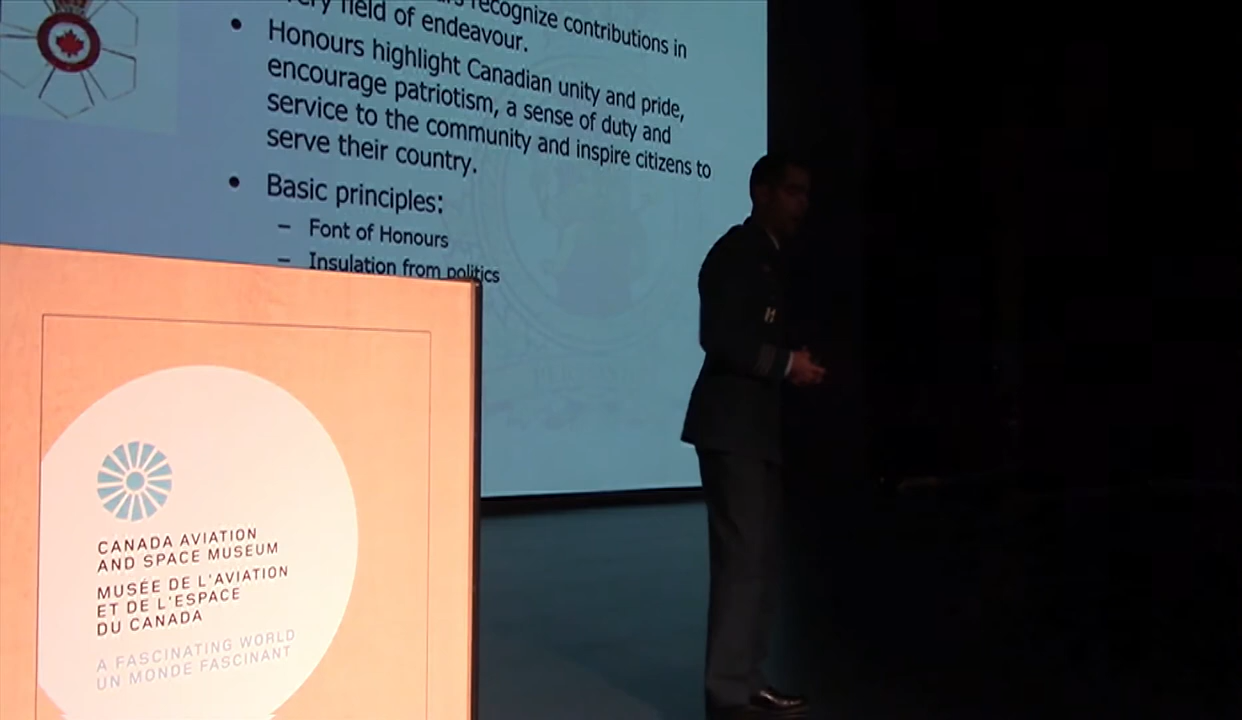 recognize contributions in
field of endeavour.
• Honours highlight Canadian unity and pride,
encourage patriotism, a sense of duty and
service to the community and inspire citizens to
serve their country.
• Basic principles:
– Font of Honours
– Insulation from politics
CANADA AVIATION
AND SPACE MUSEUM
MUSÉE DE L'AVIATION
ET DE L'ESPACE
DU CANADA
A FASCINATING WORLD
UN MONDE FASCINANT